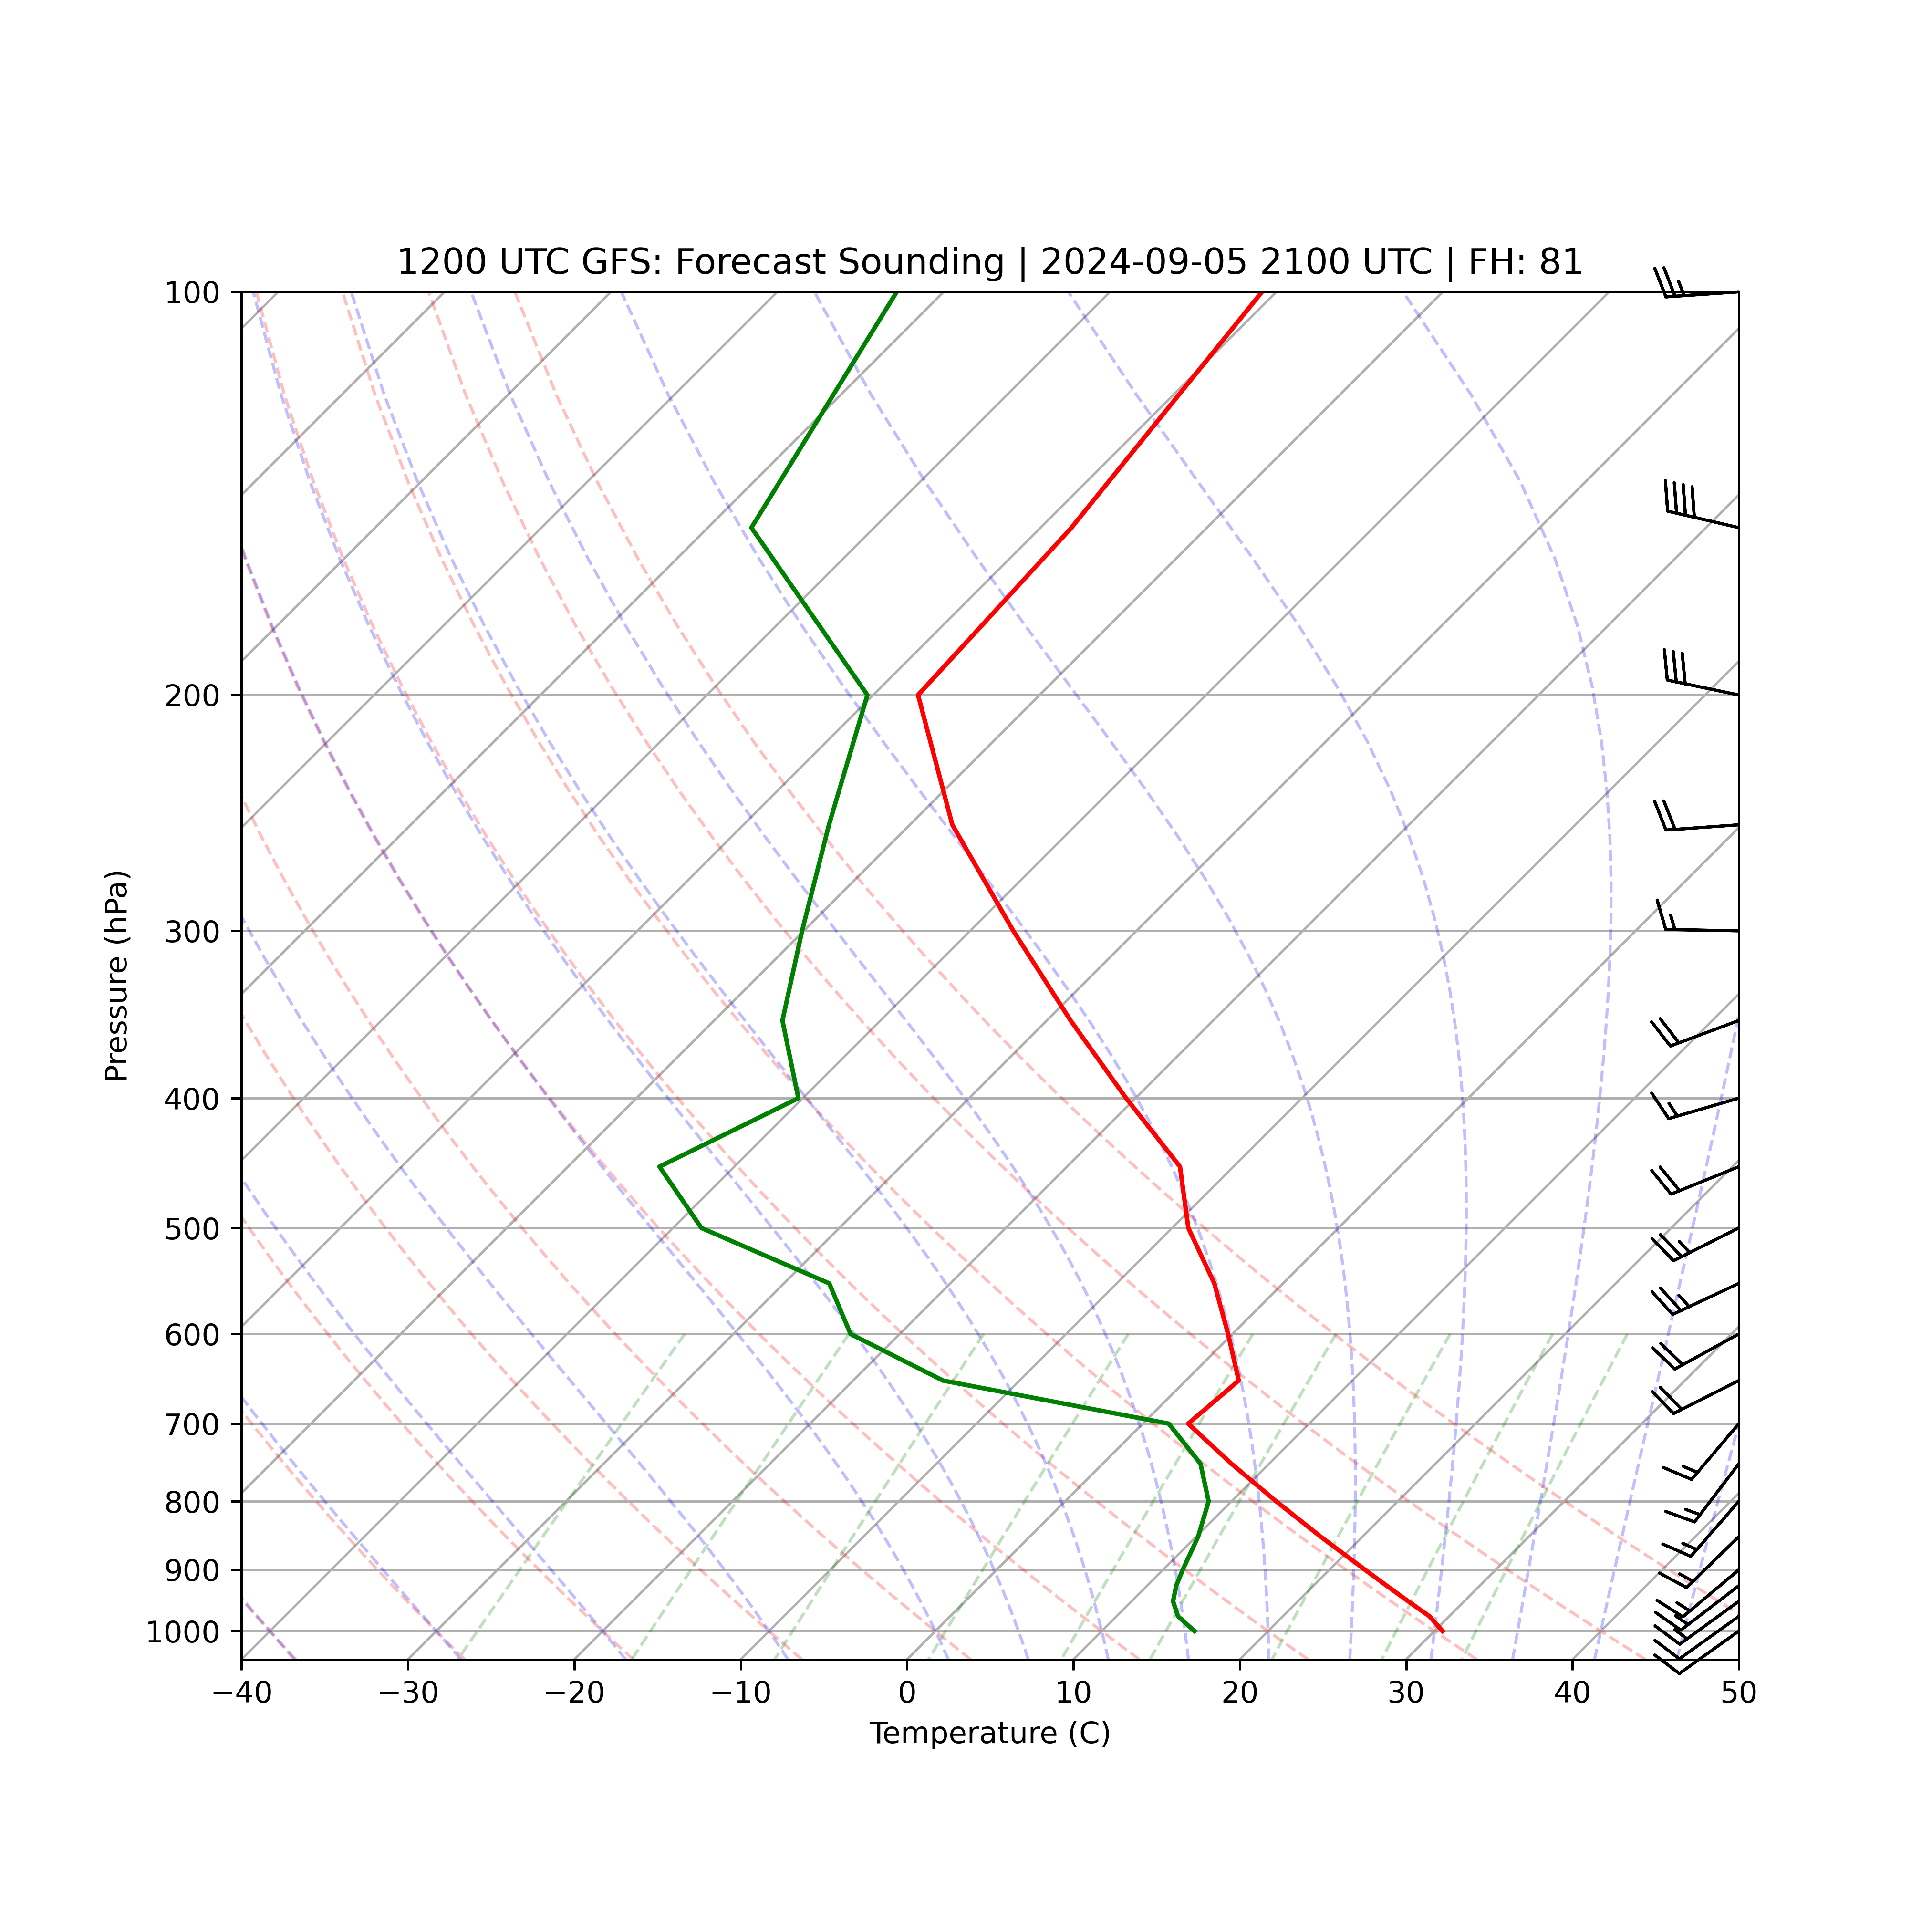 1200 UTC GFS: Forecast Sounding | 2024-09-05 2100 UTC | FH: 81
100
200
300
400
500
600
700
800
900
1000
Pressure (hPa)
−40 −30 −20 −10 0 10 20 30 40 50
Temperature (C)